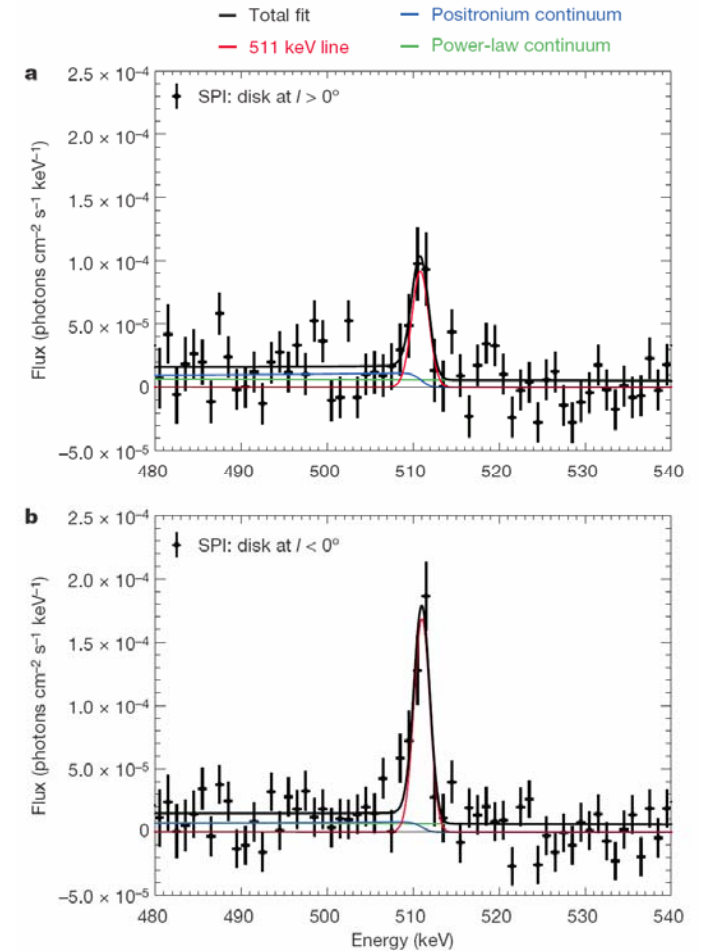 Total fit
Positronium continuum
511 keV line
Power-law continuum
a
SPI: disk at l > 0°
Flux (photons cm⁻² s⁻¹ keV⁻¹)
2.5 × 10⁻⁴
2.0 × 10⁻⁴
1.5 × 10⁻⁴
1.0 × 10⁻⁴
5.0 × 10⁻⁵
0
−5.0 × 10⁻⁵
480 490 500 510 520 530 540
b
SPI: disk at l < 0°
Flux (photons cm⁻² s⁻¹ keV⁻¹)
2.5 × 10⁻⁴
2.0 × 10⁻⁴
1.5 × 10⁻⁴
1.0 × 10⁻⁴
5.0 × 10⁻⁵
0
−5.0 × 10⁻⁵
480 490 500 510 520 530 540
Energy (keV)